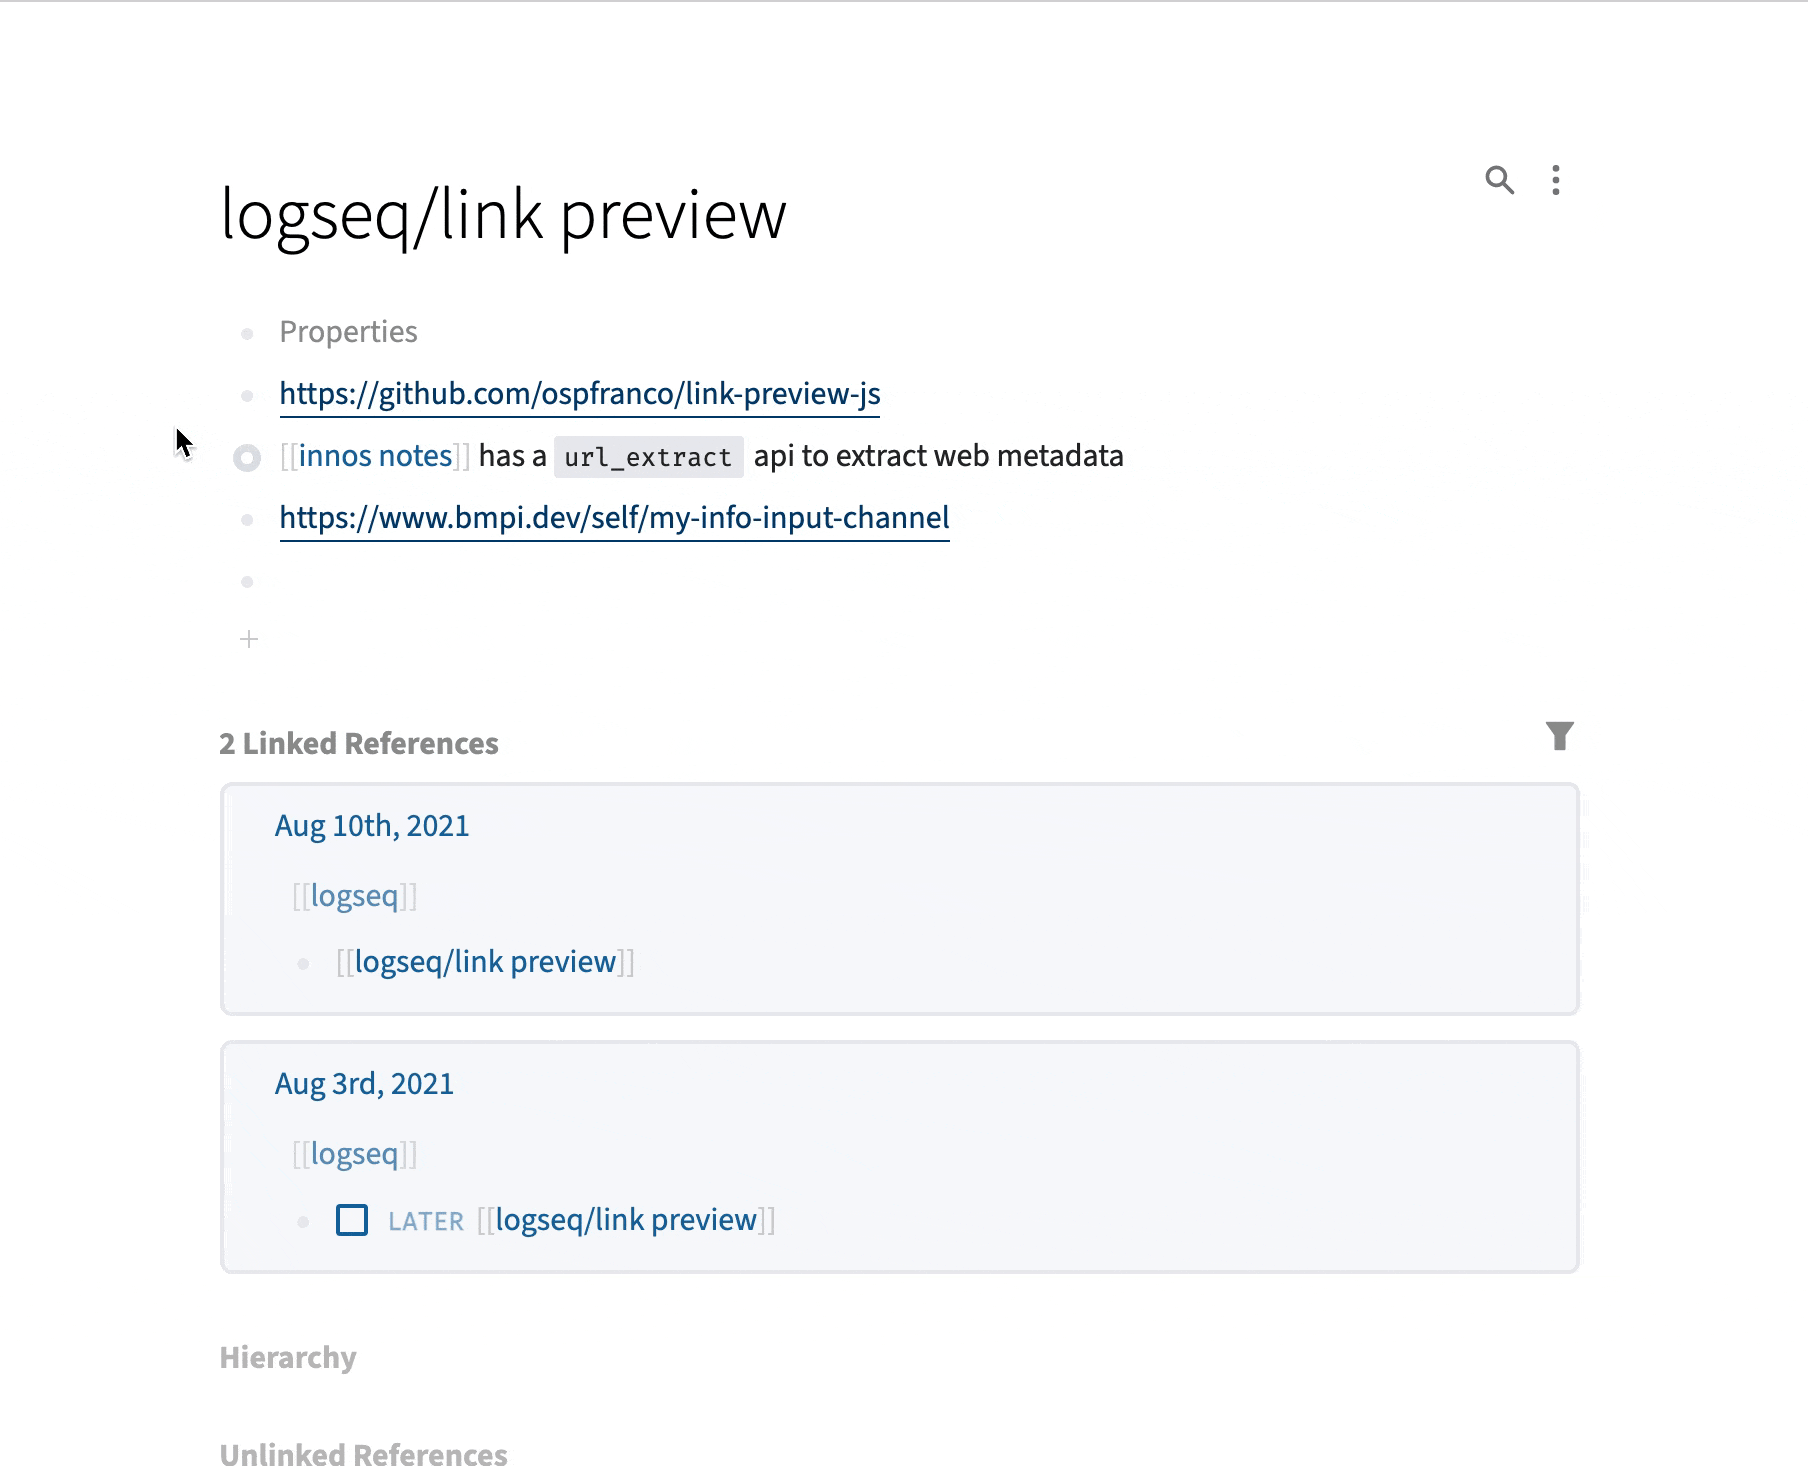 logseq/link preview
Properties
https://github.com/ospfranco/link-preview-js
[[innos notes]] has a url_extract api to extract web metadata
https://www.bmpi.dev/self/my-info-input-channel
2 Linked References
Aug 10th, 2021
[[logseq]]
[[logseq/link preview]]
Aug 3rd, 2021
[[logseq]]
LATER [[logseq/link preview]]
Hierarchy
Unlinked References